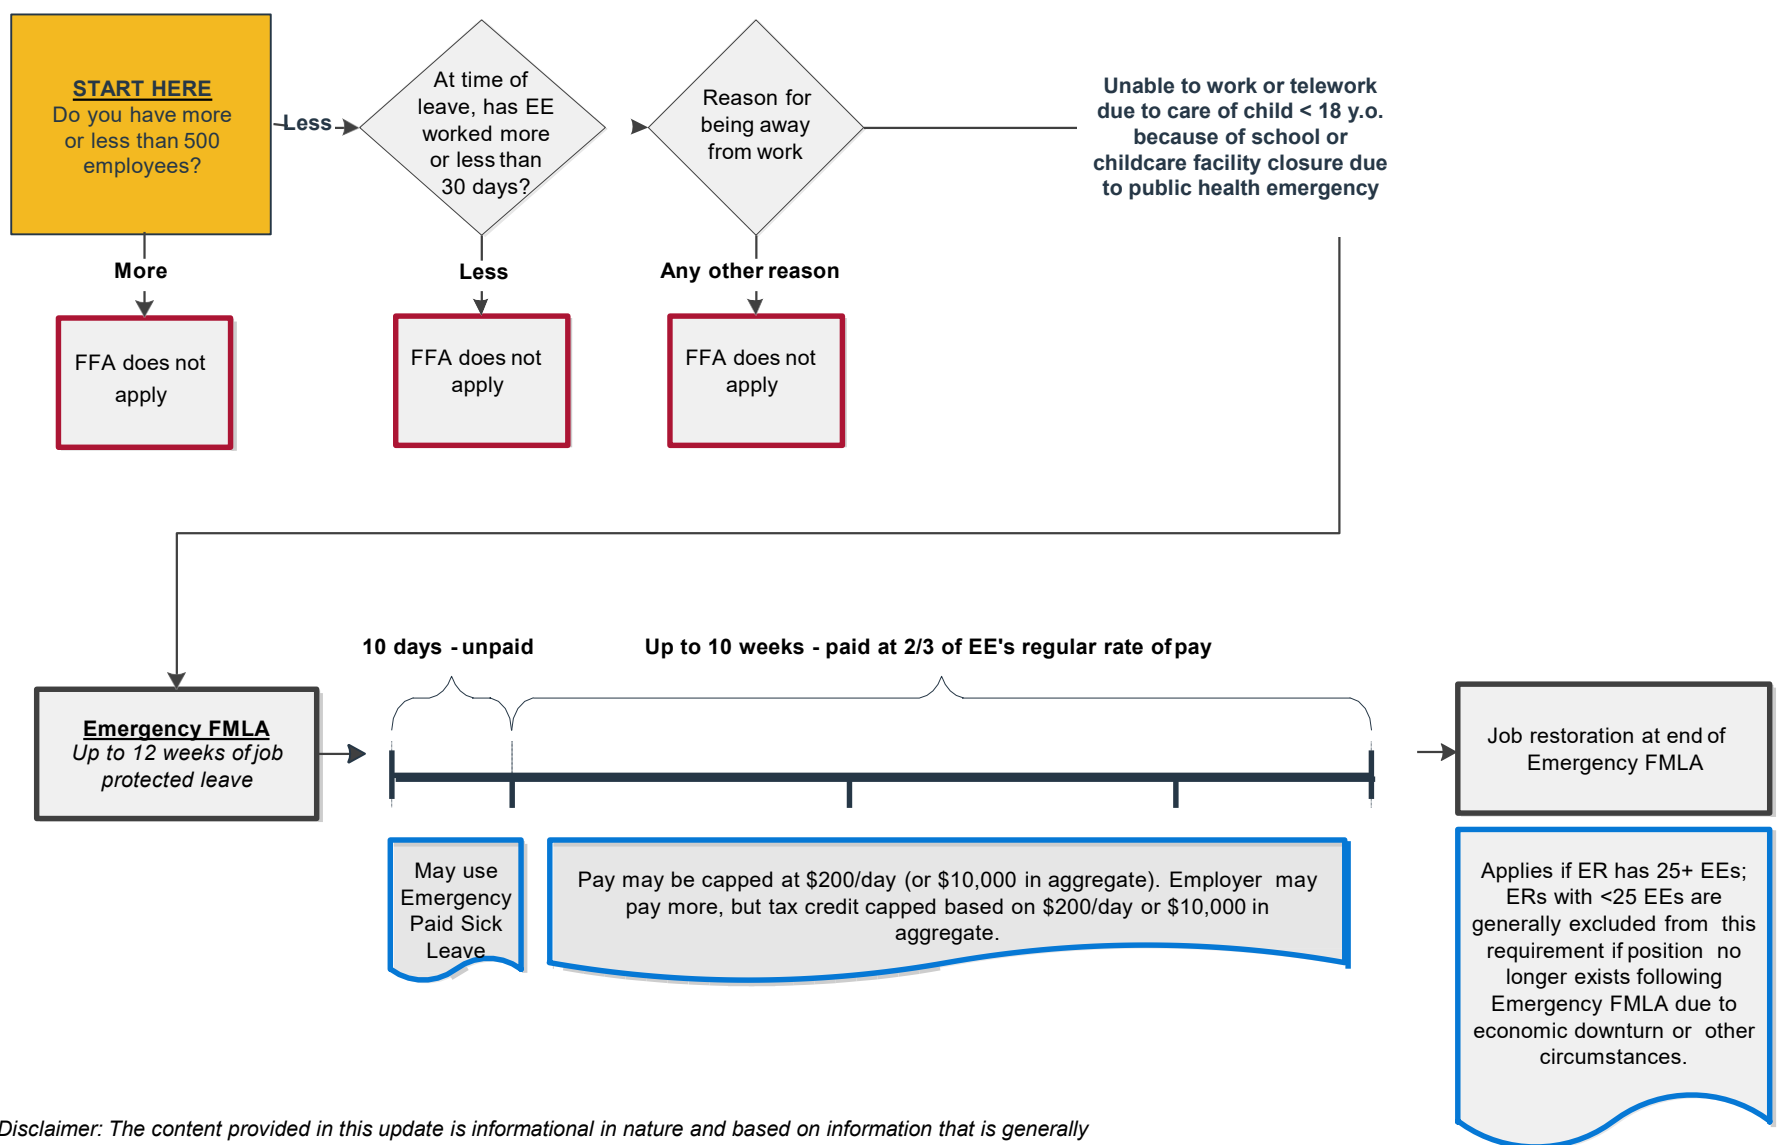 START HERE
Do you have more
or less than 500
employees?
Less
At time of
leave, has EE
worked more
or less than
30 days?
Reason for
being away
from work
Unable to work or telework
due to care of child < 18 y.o.
because of school or
childcare facility closure due
to public health emergency
More
Less
Any other reason
FFA does not
apply
FFA does not
apply
FFA does not
apply
10 days - unpaid
Up to 10 weeks - paid at 2/3 of EE's regular rate of pay
Emergency FMLA
Up to 12 weeks of job
protected leave
Job restoration at end of
Emergency FMLA
May use
Emergency
Paid Sick
Leave
Pay may be capped at $200/day (or $10,000 in aggregate). Employer may
pay more, but tax credit capped based on $200/day or $10,000 in
aggregate.
Applies if ER has 25+ EEs;
ERs with <25 EEs are
generally excluded from this
requirement if position no
longer exists following
Emergency FMLA due to
economic downturn or other
circumstances.
Disclaimer: The content provided in this update is informational in nature and based on information that is generally